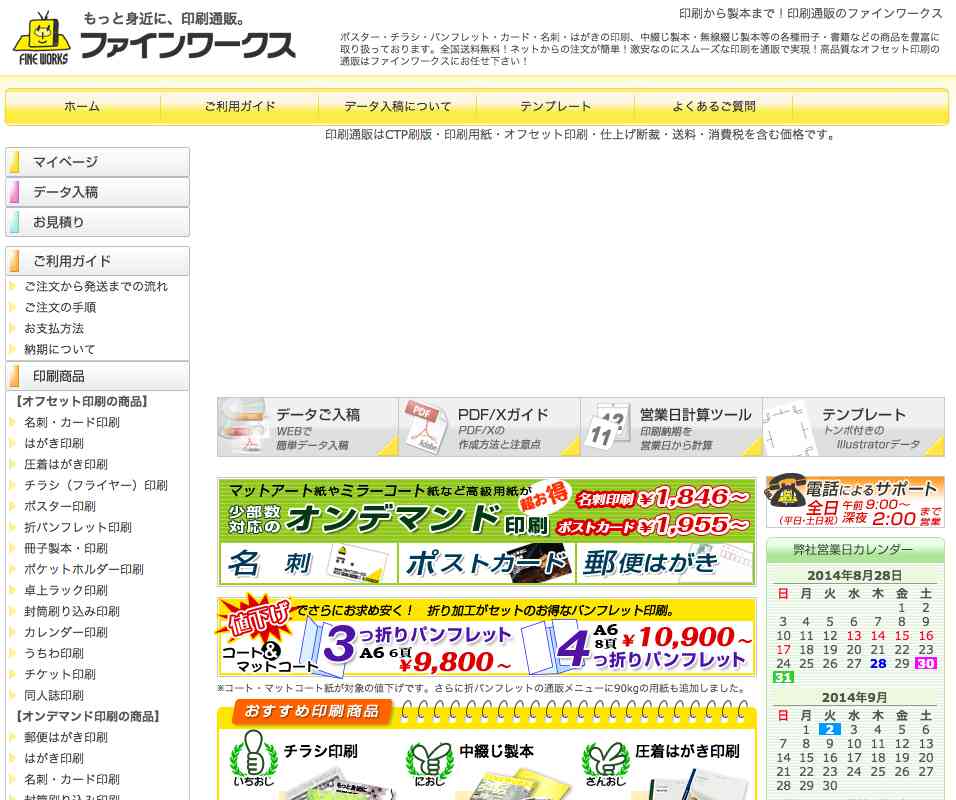 もっと身近に、印刷通販。
ファインワークス
FINE WORKS
印刷から製本まで！印刷通販のファインワークス
ポスター・チラシ・パンフレット・カード・名刺・はがきの印刷、中綴じ製本・無線綴じ製本等の各種冊子・書籍などの商品を豊富に
取り扱っております。全国送料無料！ネットからの注文が簡単！激安なのにスムーズな印刷を通販で実現！高品質なオフセット印刷の
通販はファインワークスにお任せ下さい！
ホーム
ご利用ガイド
データ入稿について
テンプレート
よくあるご質問
印刷通販はCTP刷版・印刷用紙・オフセット印刷・仕上げ断裁・送料・消費税を含む価格です。
マイページ
データ入稿
お見積り
ご利用ガイド
ご注文から発送までの流れ
ご注文の手順
お支払方法
納期について
印刷商品
【オフセット印刷の商品】
名刺・カード印刷
はがき印刷
圧着はがき印刷
チラシ（フライヤー）印刷
ポスター印刷
折パンフレット印刷
冊子製本・印刷
ポケットホルダー印刷
卓上ラック印刷
封筒刷り込み印刷
カレンダー印刷
うちわ印刷
チケット印刷
同人誌印刷
【オンデマンド印刷の商品】
郵便はがき印刷
はがき印刷
名刺・カード印刷
封筒刷り込み印刷
データご入稿
WEBで
簡単データ入稿
PDF
Adobe
PDF/Xガイド
PDF/Xの
作成方法と注意点
12
13
11
営業日計算ツール
印刷納期を
営業日から計算
テンプレート
トンボ付きの
Illustratorデータ
マットアート紙やミラーコート紙など高級用紙が
超お得
少部数
対応の
オンデマンド印刷
名刺印刷 ¥1,846～
ポストカード ¥1,955～
名刺
ポストカード
郵便はがき
値下げ
でさらにお求め安く！ 折り加工がセットのお得なパンフレット印刷。
コート&
マットコート
3つ折りパンフレット
A6 6頁
¥9,800～
4つ折りパンフレット
A6
8頁
¥10,900～
※コート・マットコート紙が対象の値下げです。さらに折パンフレットの通販メニューに90kgの用紙も追加しました。
おすすめ印刷商品
いちおし
チラシ印刷
におし
中綴じ製本
さんおし
圧着はがき印刷
電話によるサポート
全日
(平日・土日祝)
午前 9:00～
深夜 2:00 まで
営業
弊社営業日カレンダー
2014年8月28日
日 月 火 水 木 金 土
1 2
3 4 5 6 7 8 9
10 11 12 13 14 15 16
17 18 19 20 21 22 23
24 25 26 27 28 29 30
31
2014年9月
日 月 火 水 木 金 土
1 2 3 4 5 6
7 8 9 10 11 12 13
14 15 16 17 18 19 20
21 22 23 24 25 26 27
28 29 30